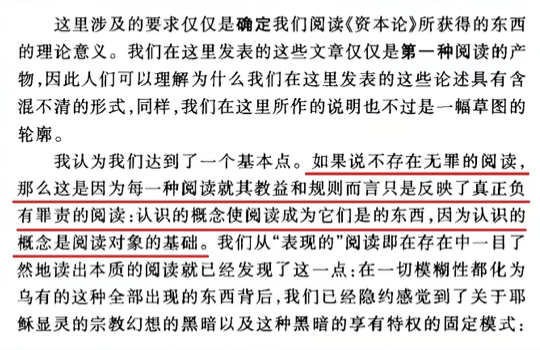 这里涉及的要求仅仅是确定我们阅读《资本论》所获得的东西
的理论意义。我们在这里发表的这些文章仅仅是第一种阅读的产
物,因此人们可以理解为什么我们在这里发表的这些论述具有含
混不清的形式,同样,我们在这里所作的说明也不过是一幅草图的
轮廓。
我认为我们达到了一个基本点。如果说不存在无罪的阅读,
那么这是因为每一种阅读就其教益和规则而言只是反映了真正负
有罪责的阅读:认识的概念使阅读成为它们是的东西,因为认识的
概念是阅读对象的基础。我们从“表现的”阅读即在存在中一目了
然地读出本质的阅读就已经发现了这一点:在一切模糊性都化为
乌有的这种全部出现的东西背后,我们已经隐约感觉到了关于耶
稣显灵的宗教幻想的黑暗以及这种黑暗的享有特权的固定模式: